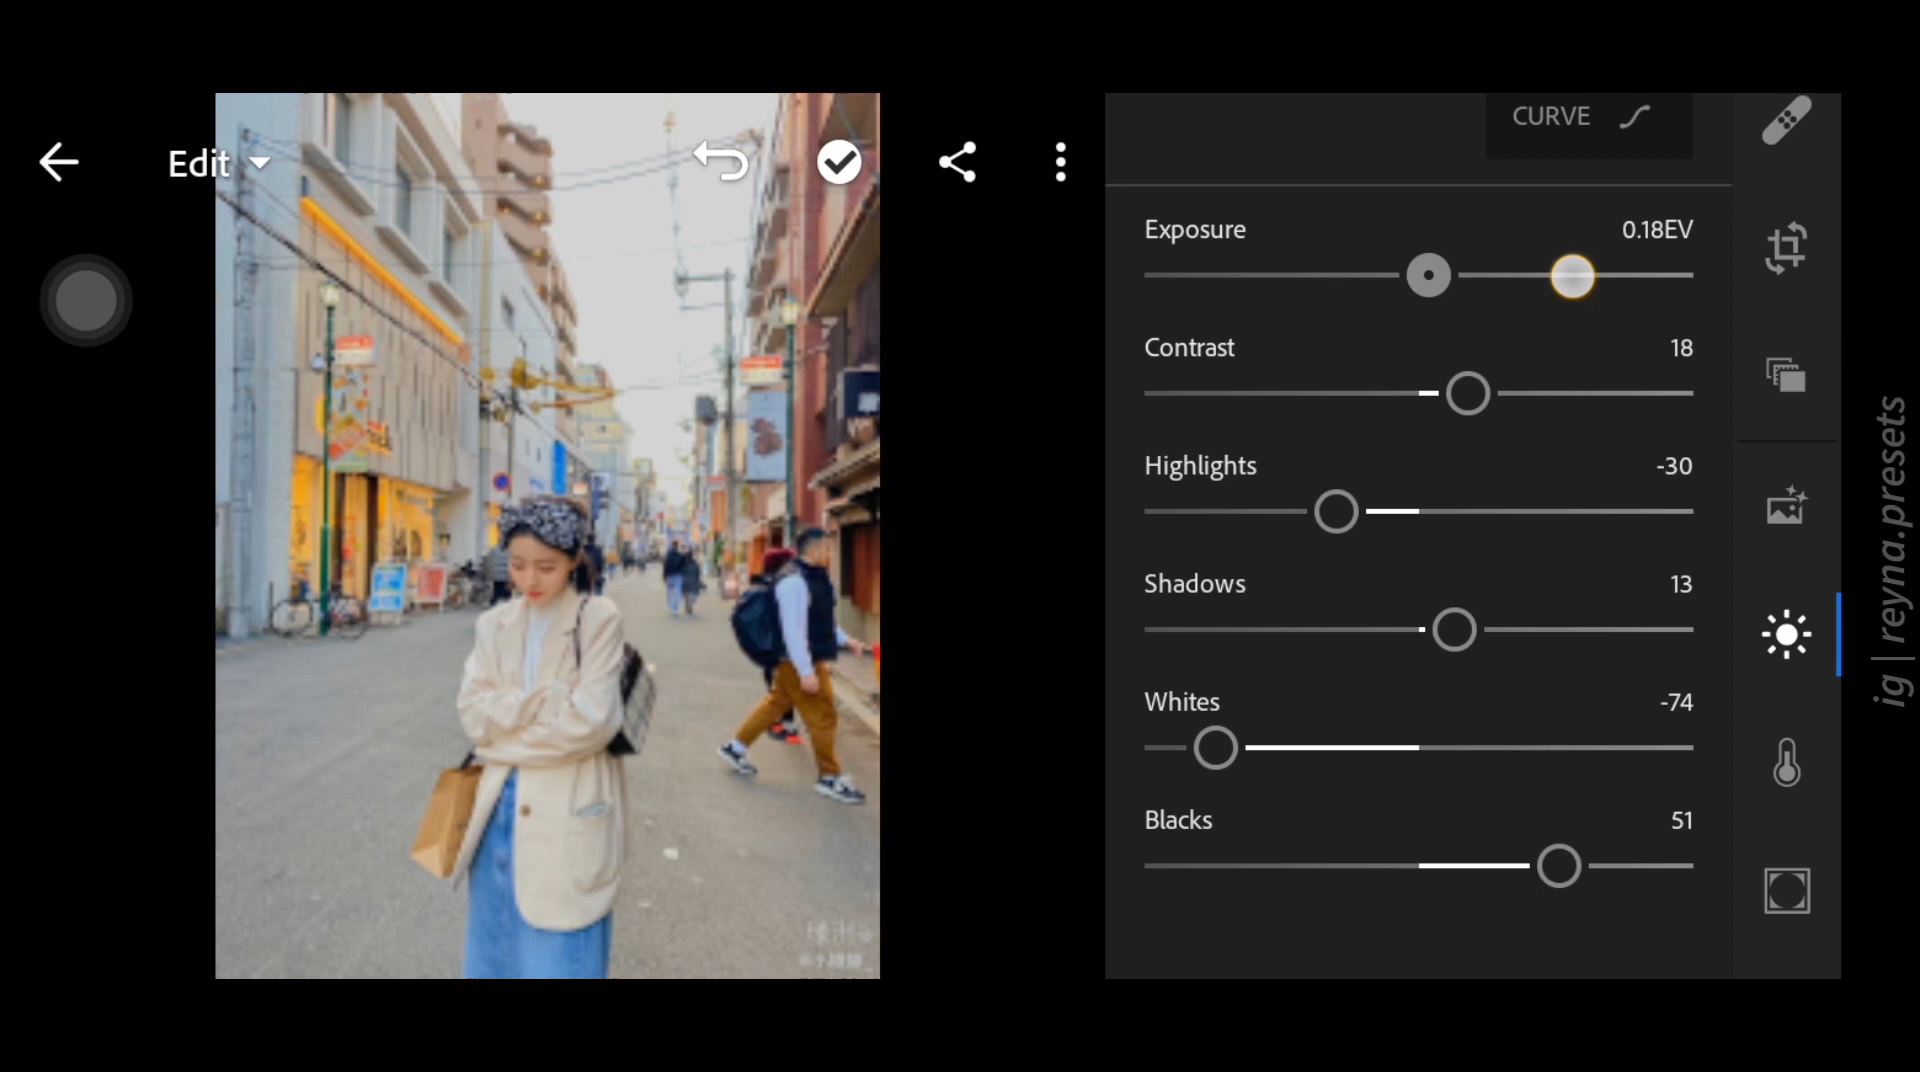 Edit
CURVE
Exposure 0.18EV
Contrast 18
Highlights -30
Shadows 13
Whites -74
Blacks 51
ig | reyna.presets